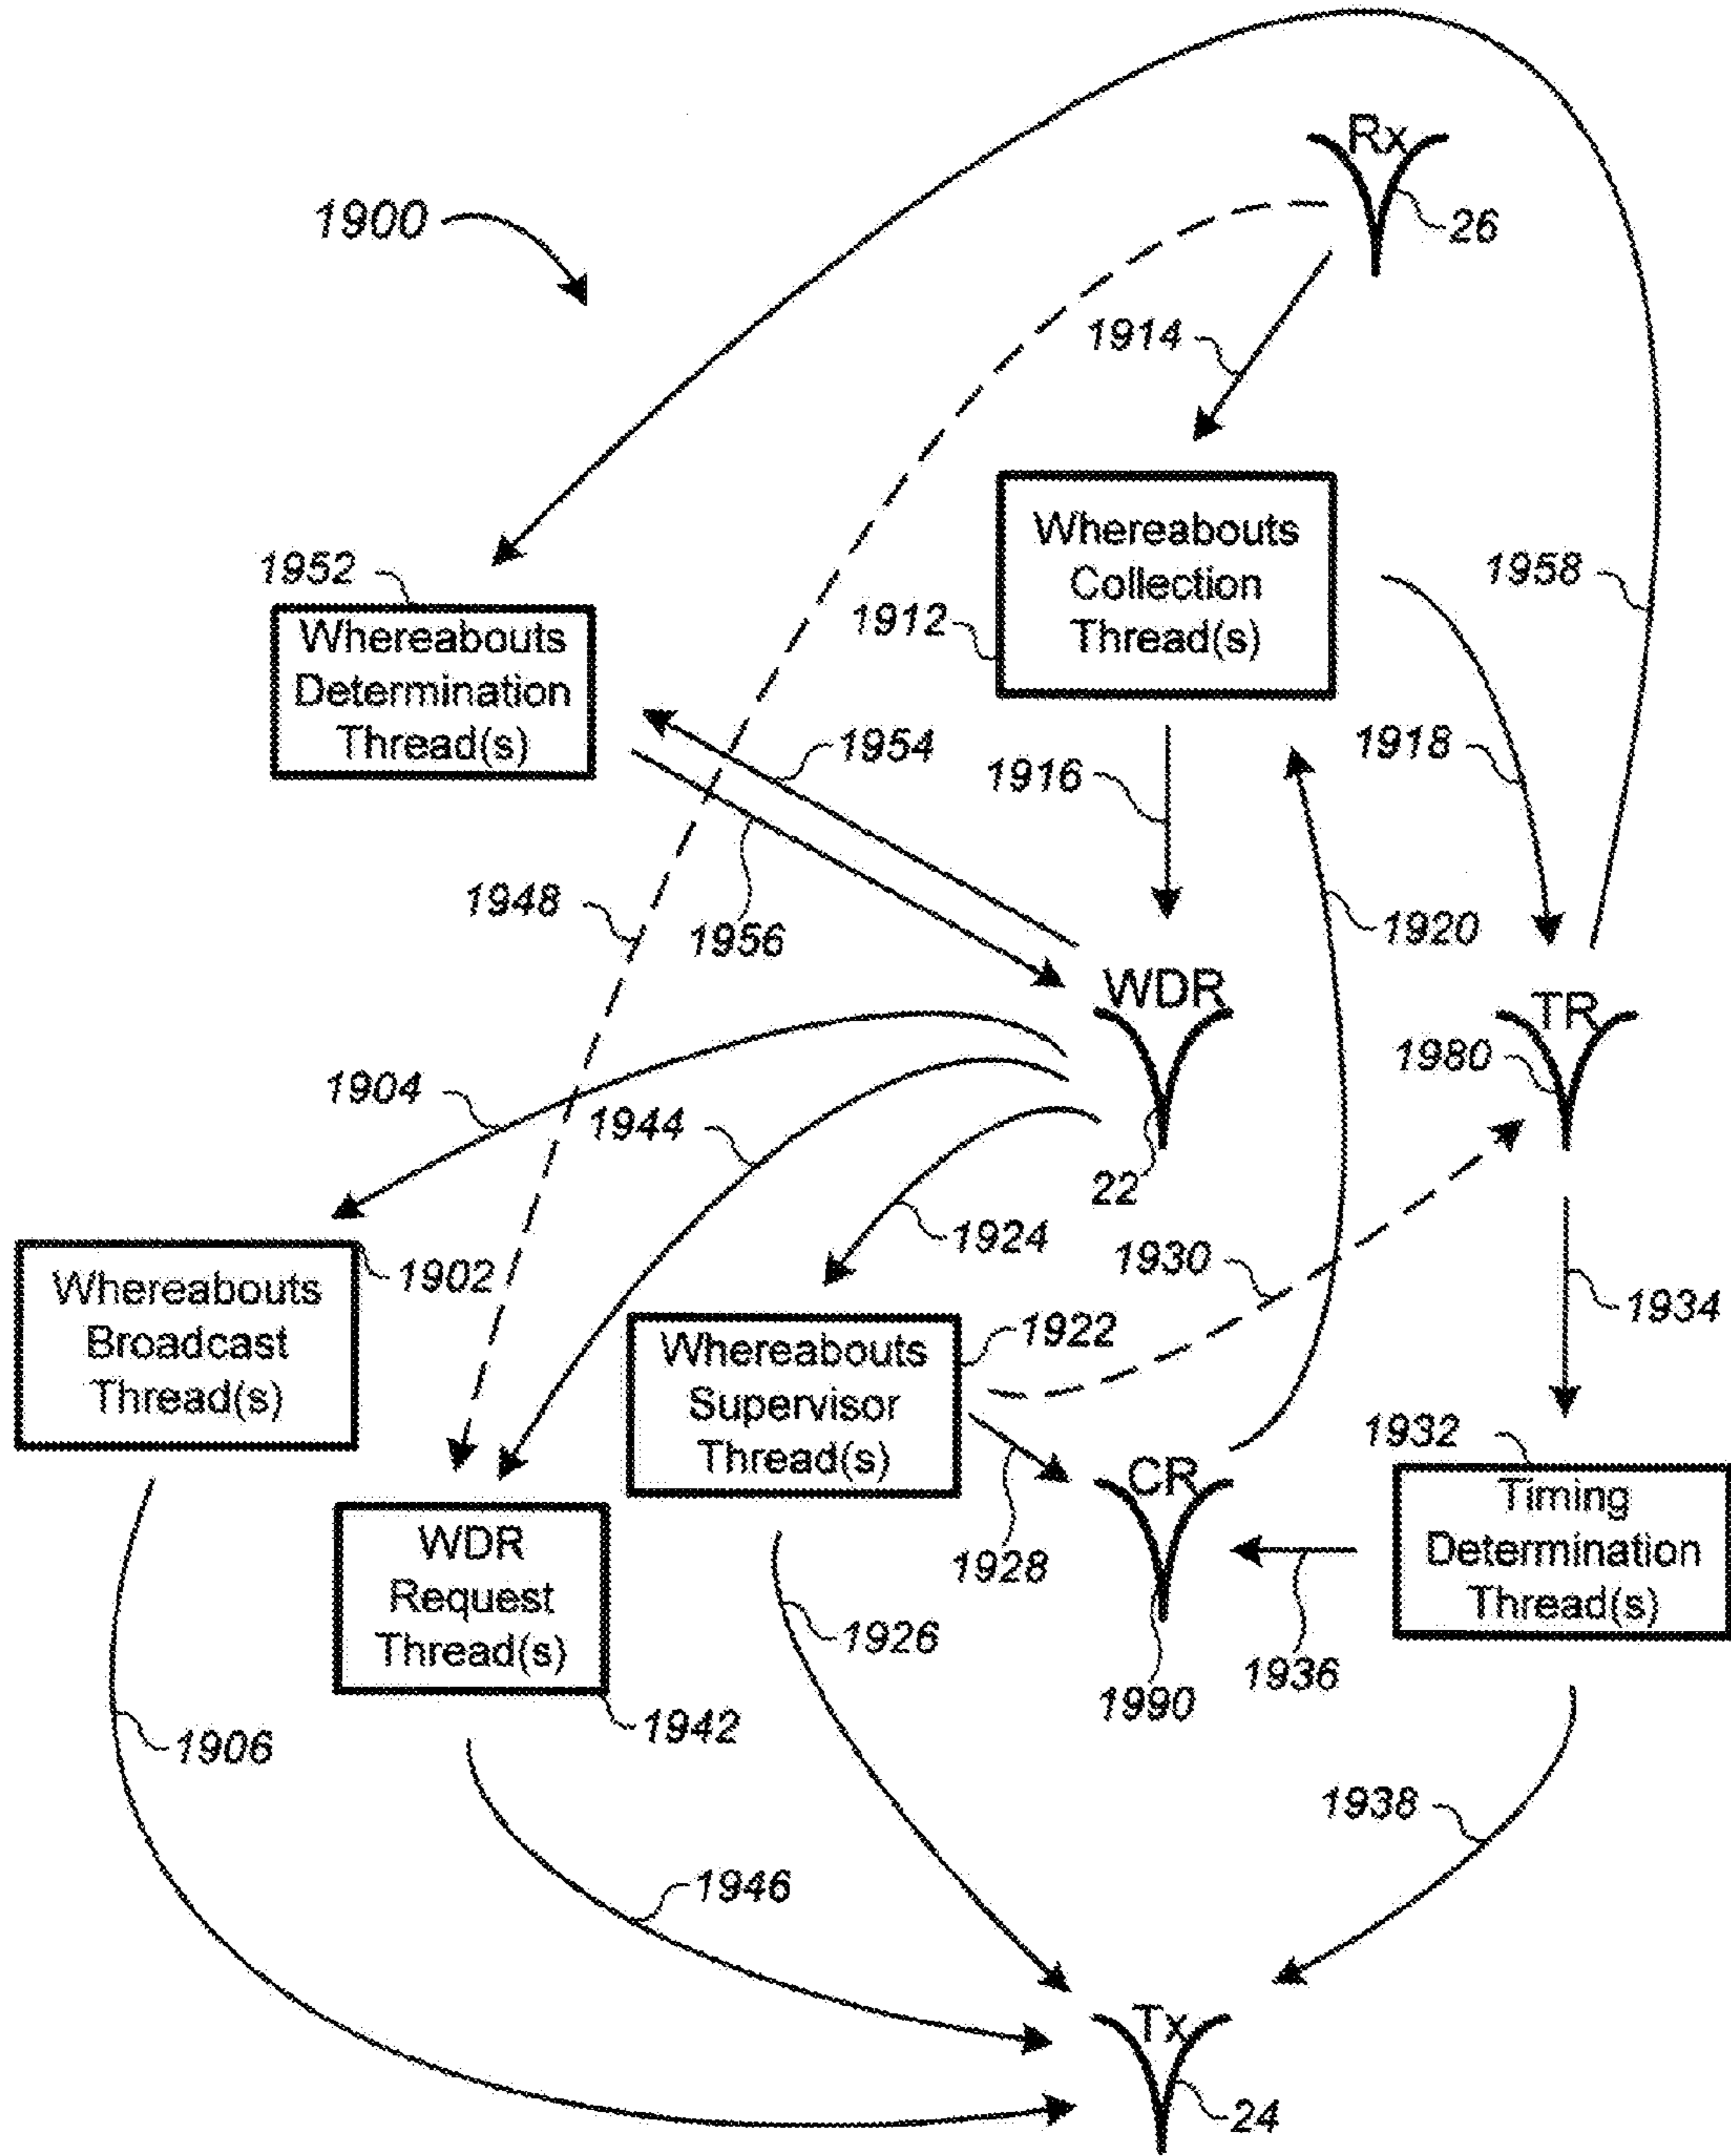 Rx
1900
26
1914
1952
Whereabouts
Determination
Thread(s)
Whereabouts
Collection
Thread(s)
1912
1958
1954
1916
1918
1948
1956
1920
WDR
22
TR
1980
1904
1944
1924
1930
1934
1902
Whereabouts
Broadcast
Thread(s)
1922
Whereabouts
Supervisor
Thread(s)
1932
Timing
Determination
Thread(s)
CR
1990
1928
1936
WDR
Request
Thread(s)
1942
1926
1906
1938
1946
Tx
24